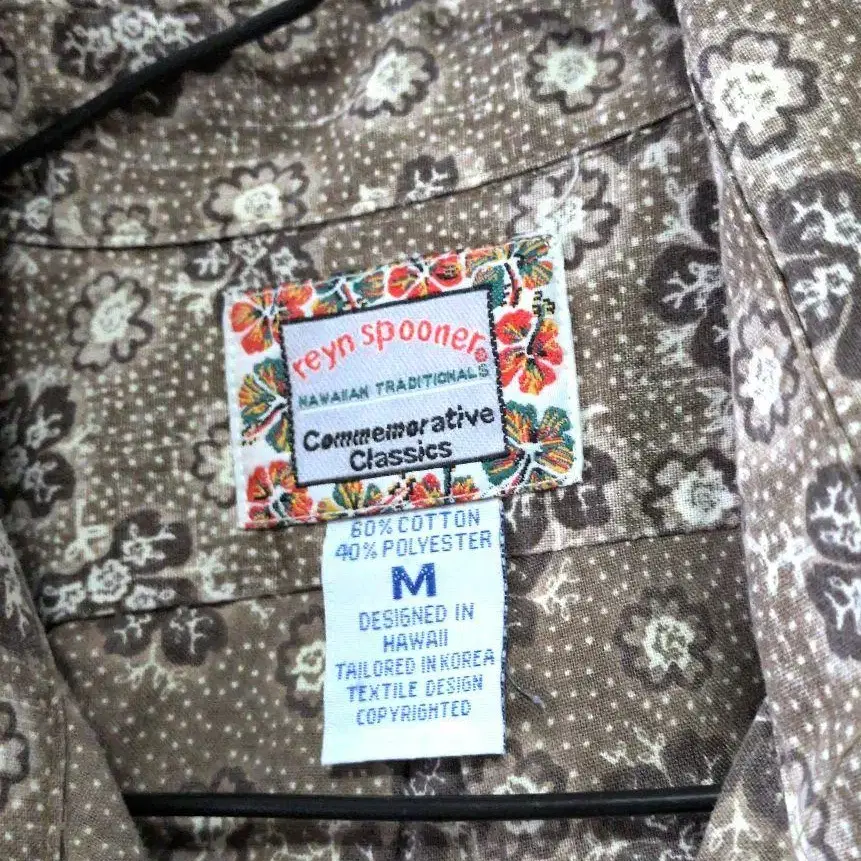 reyn spooner®
HAWAIIAN TRADITIONALS
Commemorative
Classics
60% COTTON
40% POLYESTER
M
DESIGNED IN
HAWAII
TAILORED IN KOREA
TEXTILE DESIGN
COPYRIGHTED